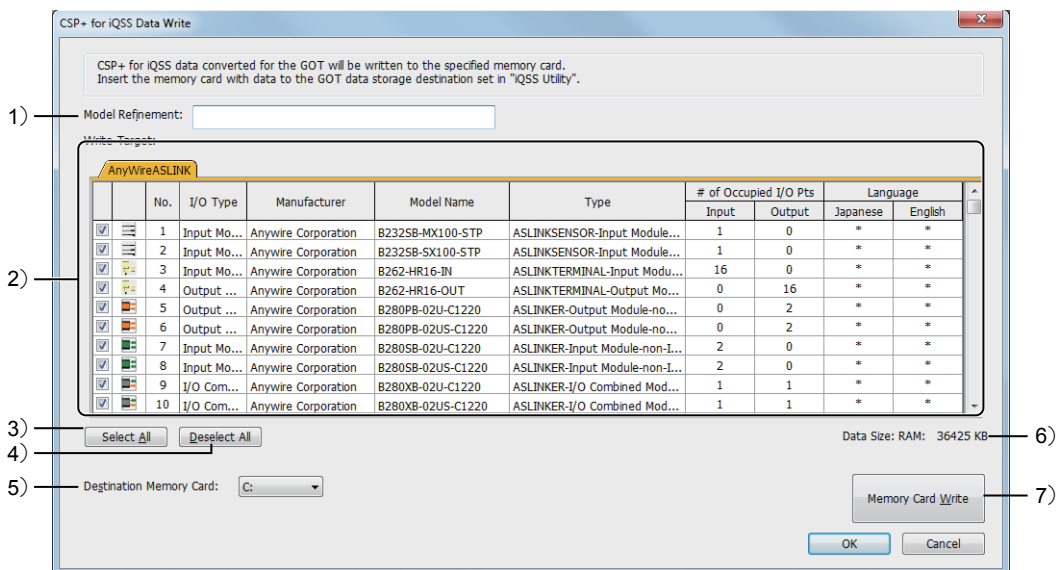 CSP+ for iQSS Data Write
x
CSP+ for iQSS data converted for the GOT will be written to the specified memory card.
Insert the memory card with data to the GOT data storage destination set in "iQSS Utility".
1) Model Refinement:
Write Target:
2)
AnyWireASLINK
No. I/O Type Manufacturer Model Name Type # of Occupied I/O Pts Language
Input Output Japanese English
1 Input Mo... Anywire Corporation B232SB-MX100-STP ASLINKSENSOR-Input Module... 1 0 * *
2 Input Mo... Anywire Corporation B232SB-SX100-STP ASLINKSENSOR-Input Module... 1 0 * *
3 Input Mo... Anywire Corporation B262-HR16-IN ASLINKTERMINAL-Input Modu... 16 0 * *
4 Output ... Anywire Corporation B262-HR16-OUT ASLINKTERMINAL-Output Mo... 0 16 * *
5 Output ... Anywire Corporation B280PB-02U-C1220 ASLINKER-Output Module-no... 0 2 * *
6 Output ... Anywire Corporation B280PB-02US-C1220 ASLINKER-Output Module-no... 0 2 * *
7 Input Mo... Anywire Corporation B280SB-02U-C1220 ASLINKER-Input Module-non-I... 2 0 * *
8 Input Mo... Anywire Corporation B280SB-02US-C1220 ASLINKER-Input Module-non-I... 2 0 * *
9 I/O Com... Anywire Corporation B280XB-02U-C1220 ASLINKER-I/O Combined Mod... 1 1 * *
10 I/O Com... Anywire Corporation B280XB-02US-C1220 ASLINKER-I/O Combined Mod... 1 1 * *
3) Select All Deselect All Data Size: RAM: 36425 KB 6)
4)
5) Destination Memory Card: C: Memory Card Write 7)
OK Cancel